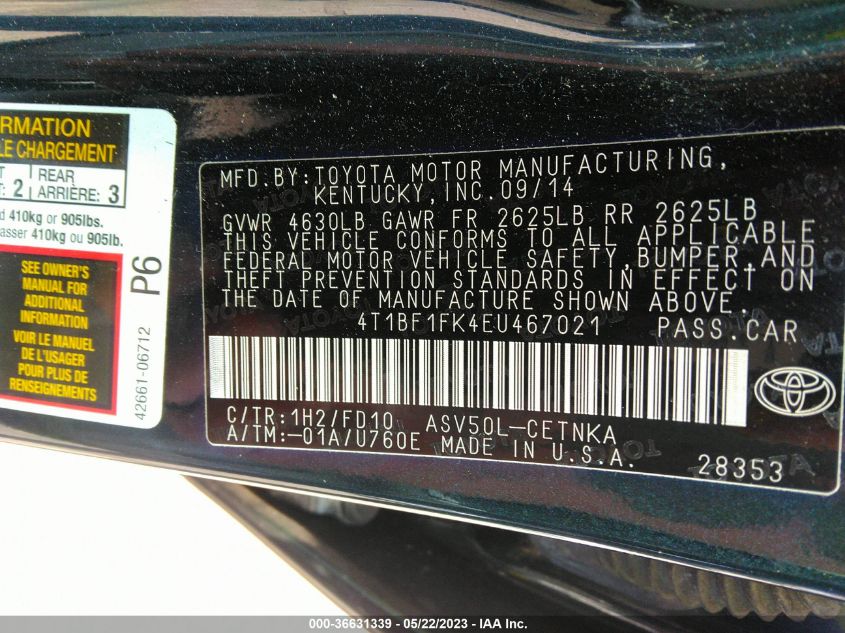 RMATION
LE CHARGEMENT
2
REAR
ARRIÈRE: 3
410kg or 905lbs.
asser 410kg ou 905lb.
SEE OWNER'S
MANUAL FOR
ADDITIONAL
INFORMATION
VOIR LE MANUEL
DE L'USAGER
POUR PLUS DE
RENSEIGNEMENTS
P6
42661-06712
MFD.BY:TOYOTA MOTOR MANUFACTURING,
KENTUCKY,INC.09/14
GVWR 4630LB GAWR FR 2625LB RR 2625LB
THIS VEHICLE CONFORMS TO ALL APPLICABLE
FEDERAL MOTOR VEHICLE SAFETY,BUMPER,AND
THEFT PREVENTION STANDARDS IN EFFECT ON
THE DATE OF MANUFACTURE SHOWN ABOVE.
4T1BF1FK4EU467021 PASS.CAR
C/TR:1H2/FD10 ASV50L-CETNKA
A/TM:-01A/U760E MADE IN U.S.A. 28353
000-36631339 - 05/22/2023 - IAA Inc.